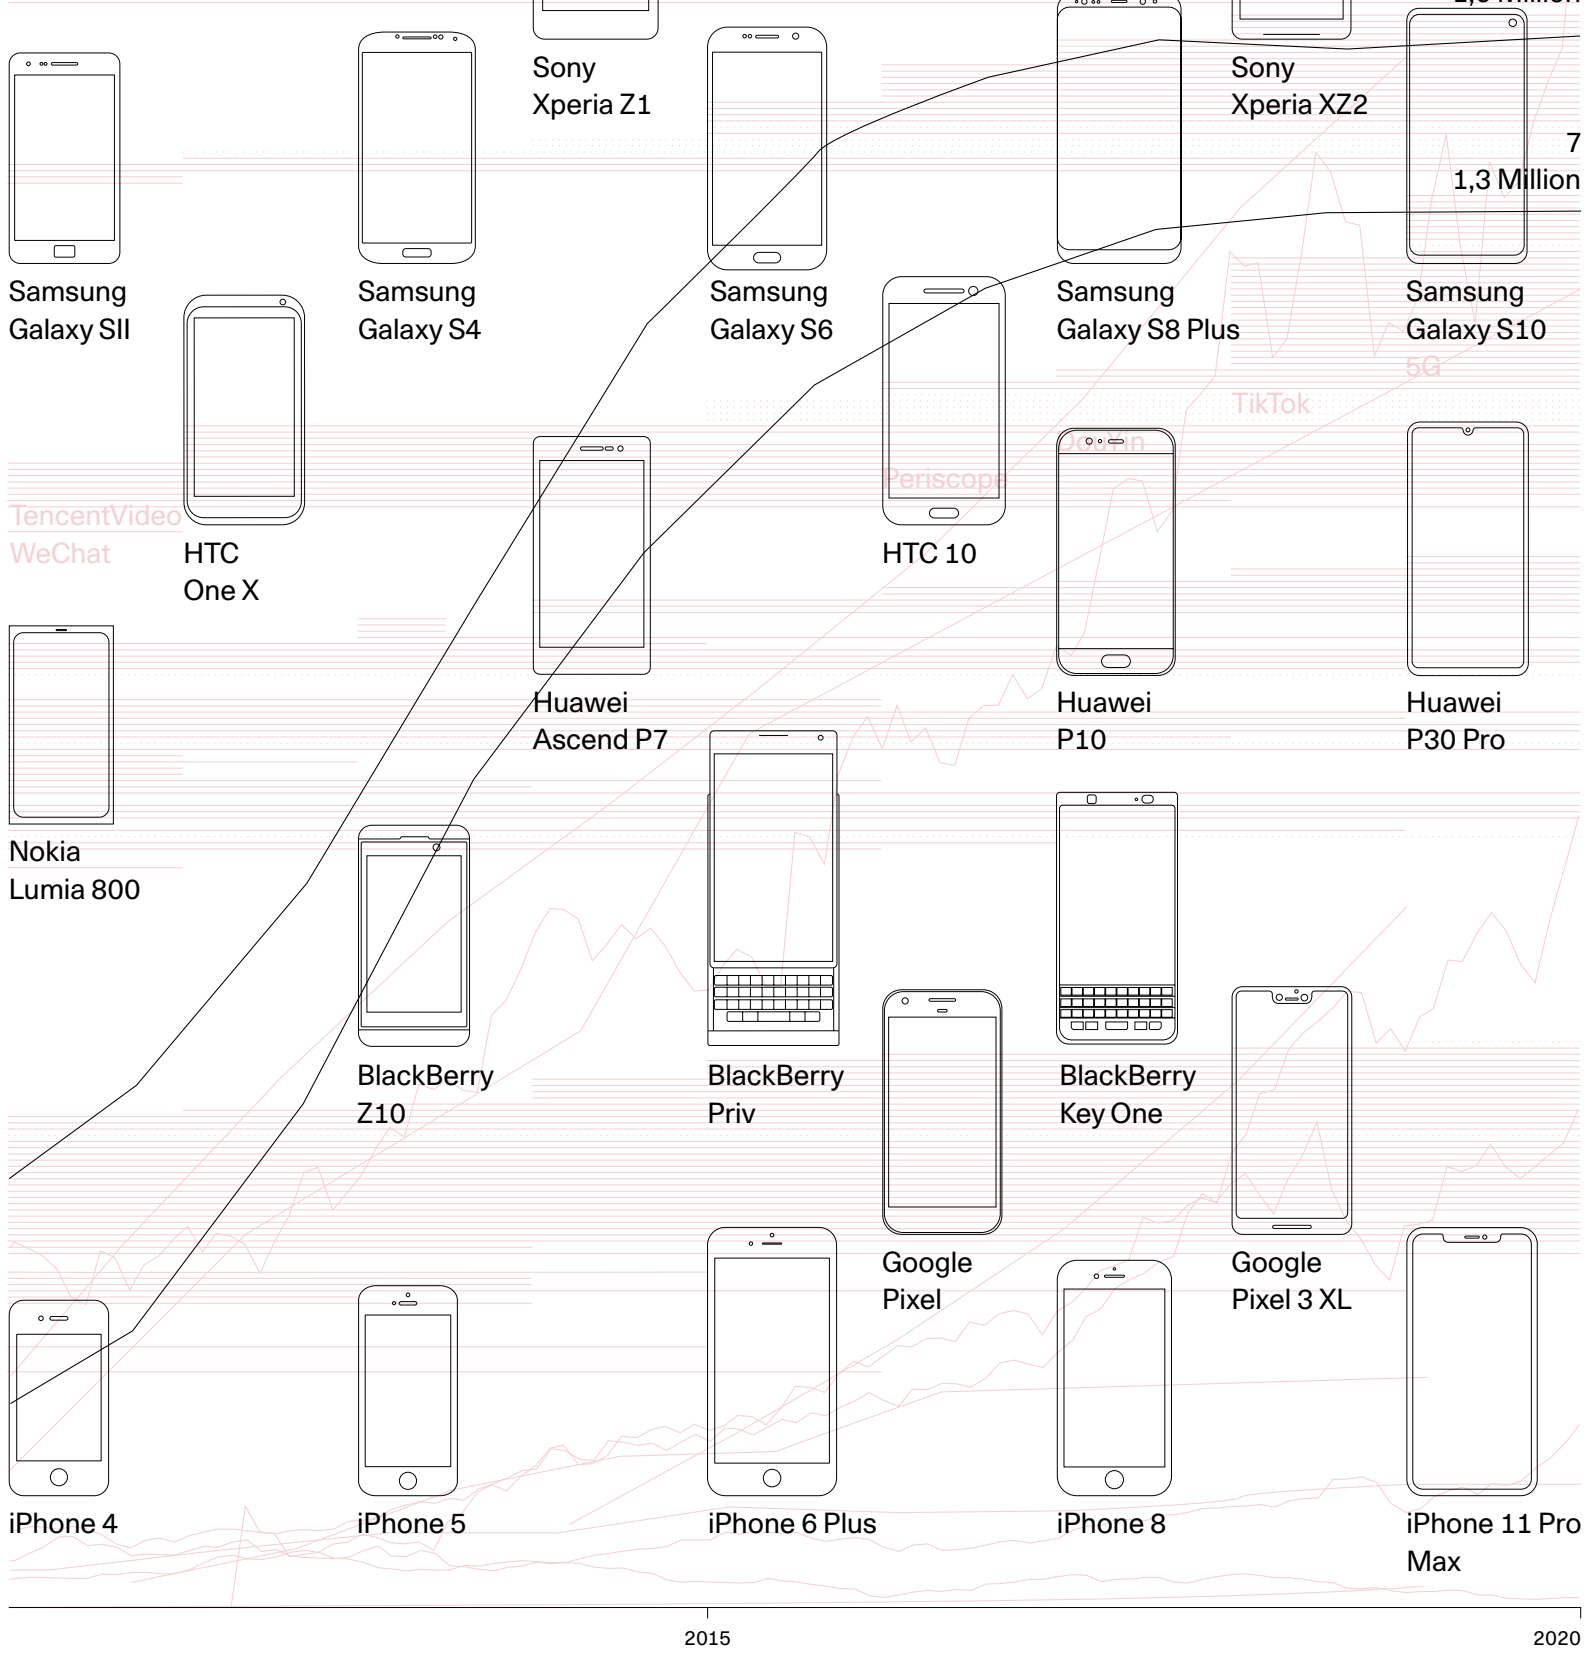 Sony
Xperia Z1
Sony
Xperia XZ2
7
1,3 Million
Samsung
Galaxy SII
Samsung
Galaxy S4
Samsung
Galaxy S6
Samsung
Galaxy S8 Plus
Samsung
Galaxy S10
5G
TikTok
DouYin
Periscope
TencentVideo
WeChat
HTC
One X
HTC 10
Huawei
Ascend P7
Huawei
P10
Huawei
P30 Pro
Nokia
Lumia 800
BlackBerry
Z10
BlackBerry
Priv
BlackBerry
Key One
Google
Pixel
Google
Pixel 3 XL
iPhone 4
iPhone 5
iPhone 6 Plus
iPhone 8
iPhone 11 Pro
Max
2015
2020